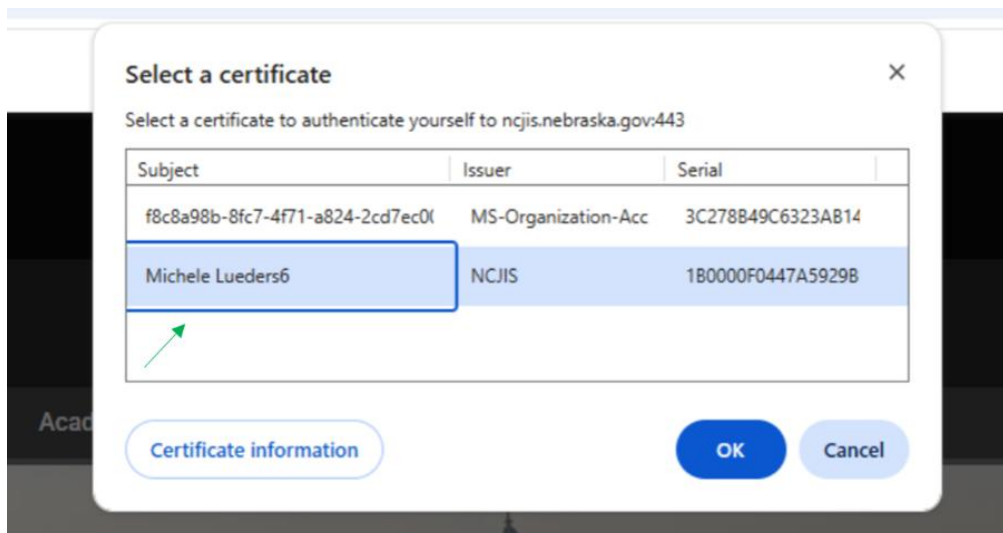 Select a certificate
Select a certificate to authenticate yourself to ncjis.nebraska.gov:443
Subject Issuer Serial
f8c8a98b-8fc7-4f71-a824-2cd7ec0( MS-Organization-Acc 3C278B49C6323AB14
Michele Lueders6 NCJIS 1B0000F0447A5929B
Acad
Certificate information OK Cancel